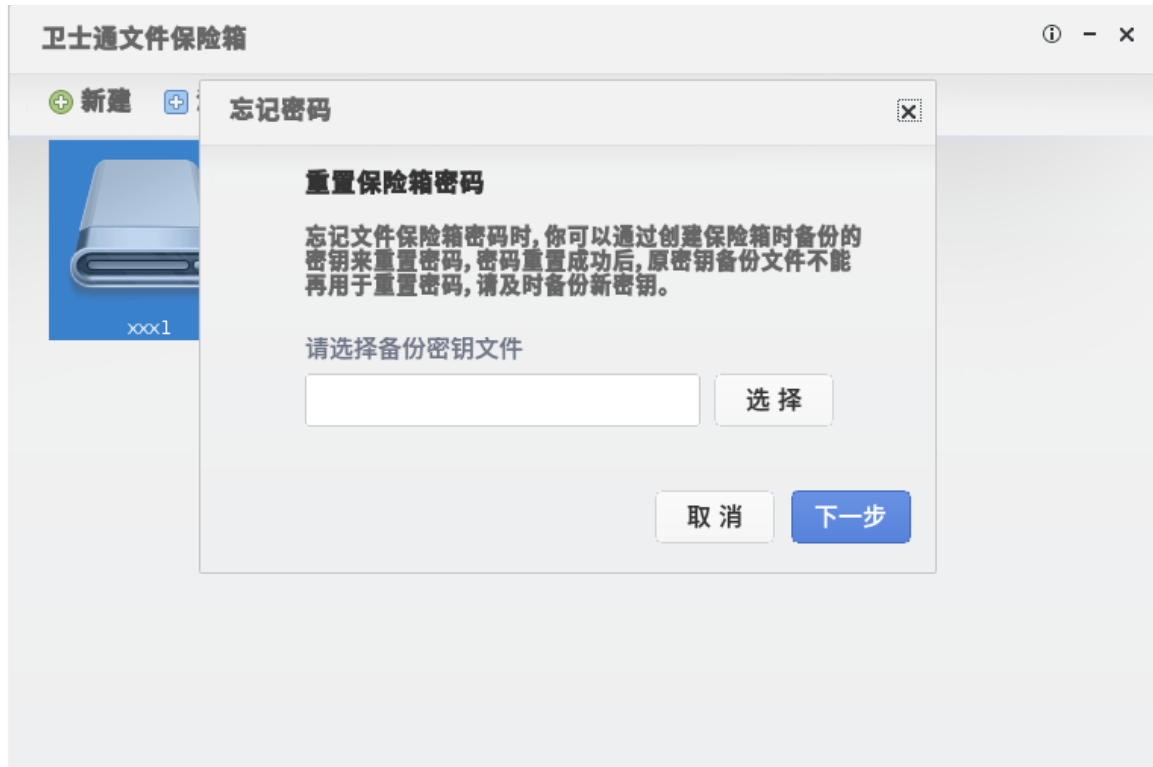 卫士通文件保险箱
新建
忘记密码
重置保险箱密码
忘记文件保险箱密码时,你可以通过创建保险箱时备份的
密钥来重置密码,密码重置成功后,原密钥备份文件不能
再用于重置密码,请及时备份新密钥。
xxx1
请选择备份密钥文件
选 择
取 消
下一步